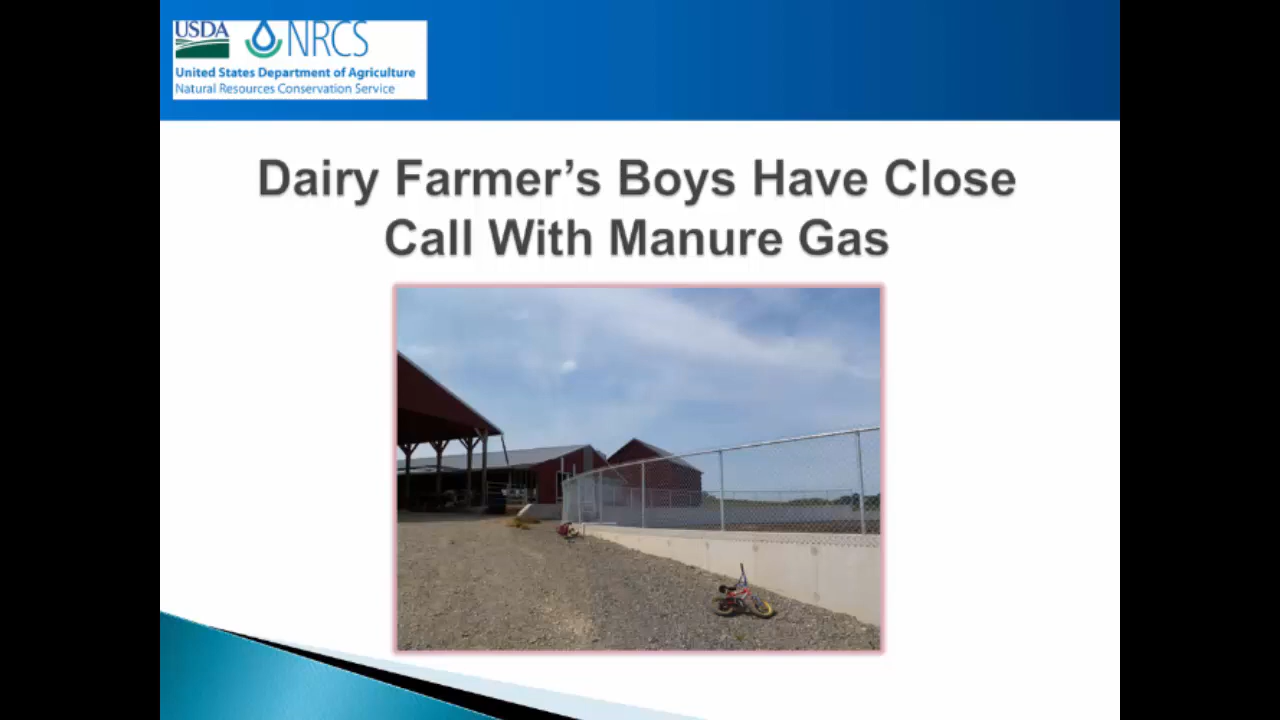 USDA
NRCS
United States Department of Agriculture
Natural Resources Conservation Service
Dairy Farmer’s Boys Have Close
Call With Manure Gas